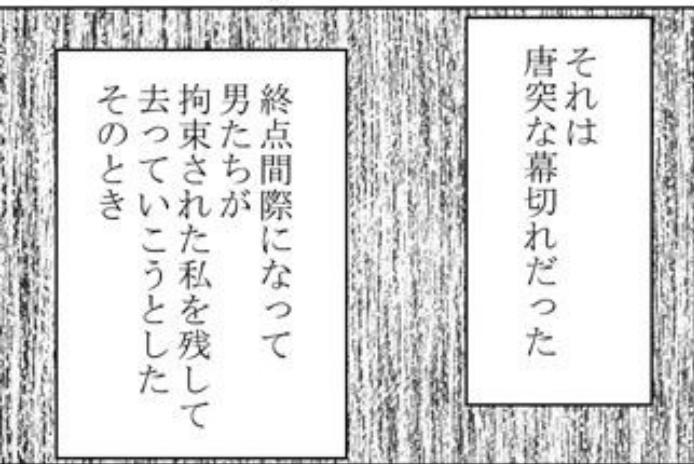 それは
唐突な幕切れだった
終点間際になって
男たちが
拘束された私を残して
去っていこうとした
そのとき